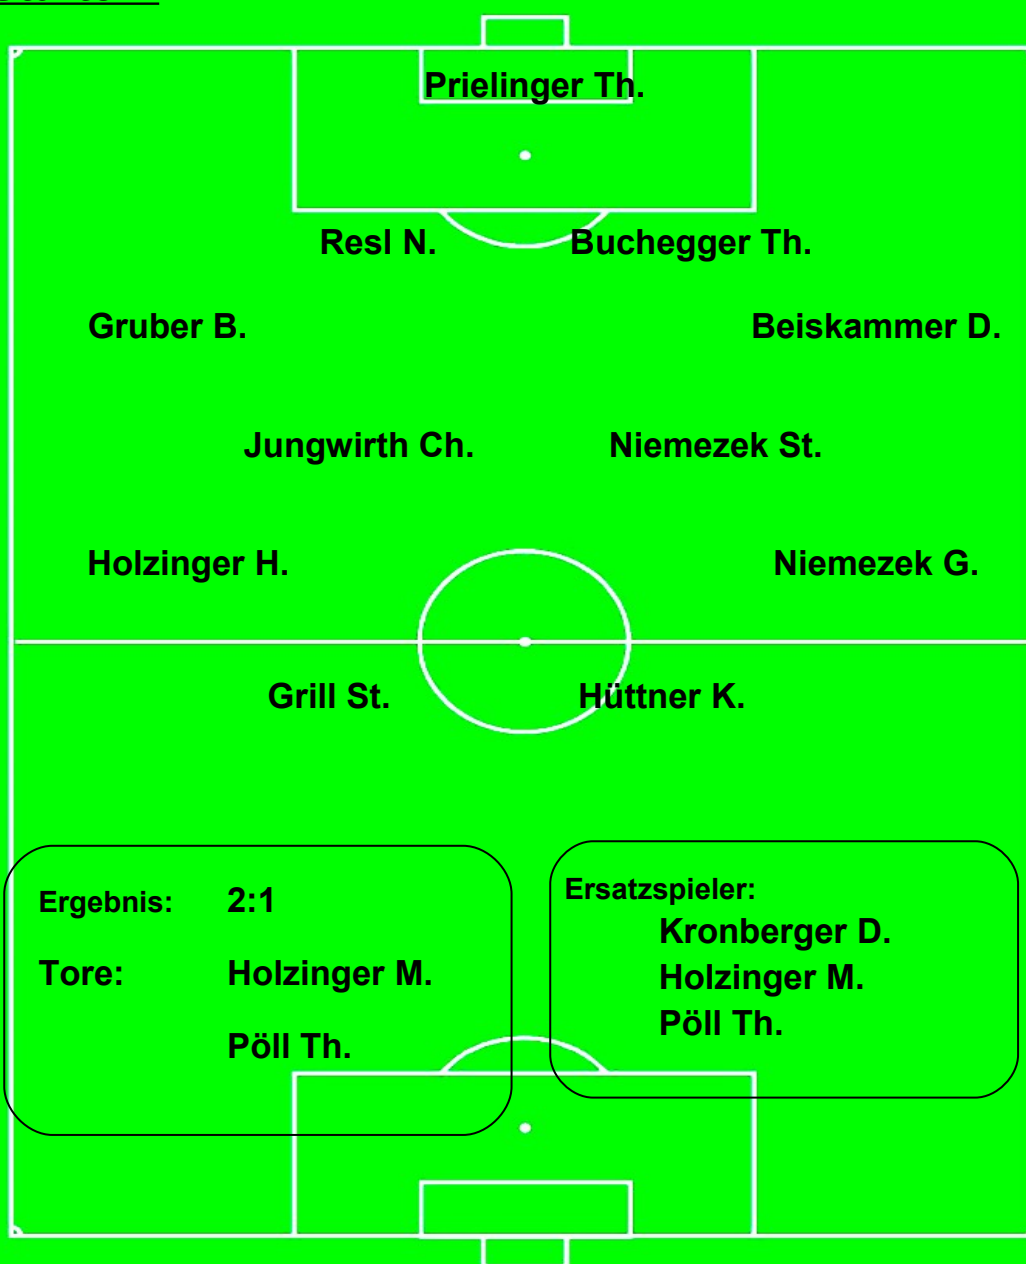 Prielinger Th.
Resl N. Buchegger Th.
Gruber B. Beiskammer D.
Jungwirth Ch. Niemezek St.
Holzinger H. Niemezek G.
Grill St. Hüttner K.
Ergebnis: 2:1
Tore: Holzinger M.
Pöll Th.
Ersatzspieler:
Kronberger D.
Holzinger M.
Pöll Th.